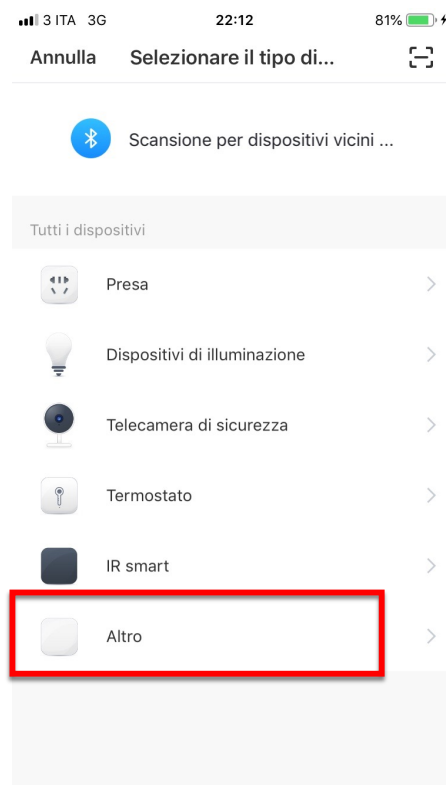 3 ITA 3G 22:12 81%
Annulla Selezionare il tipo di...
Scansione per dispositivi vicini ...
Tutti i dispositivi
Presa
Dispositivi di illuminazione
Telecamera di sicurezza
Termostato
IR smart
Altro